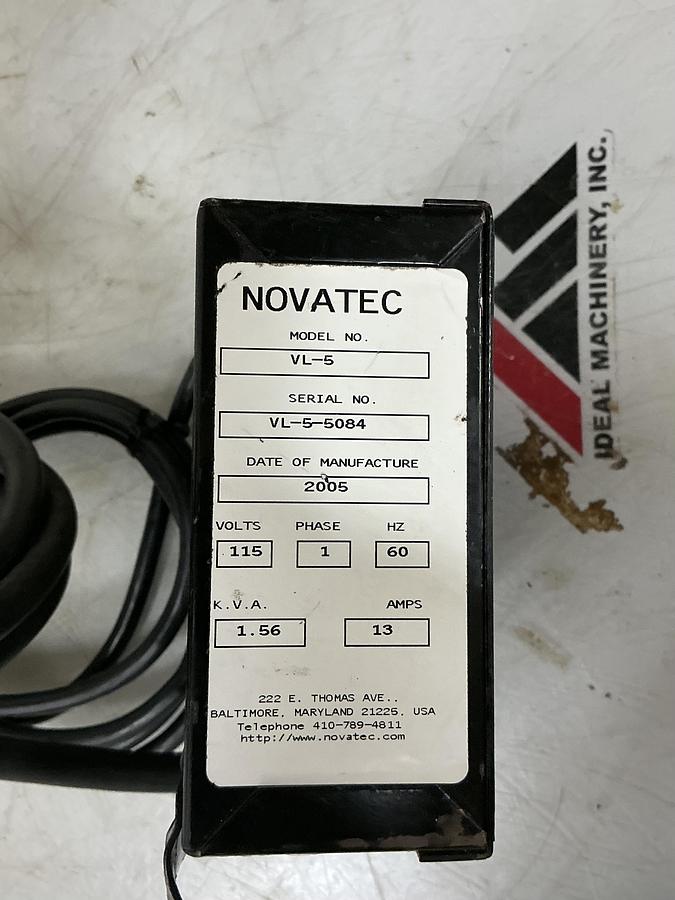 NOVATEC
MODEL NO.
VL-5
SERIAL NO.
VL-5-5084
DATE OF MANUFACTURE
2005
VOLTS PHASE HZ
115 1 60
K.V.A. AMPS
1.56 13
222 E. THOMAS AVE.,
BALTIMORE, MARYLAND 21225, USA
Telephone 410-789-4811
http://www.novatec.com
IDEAL MACHINERY, INC.